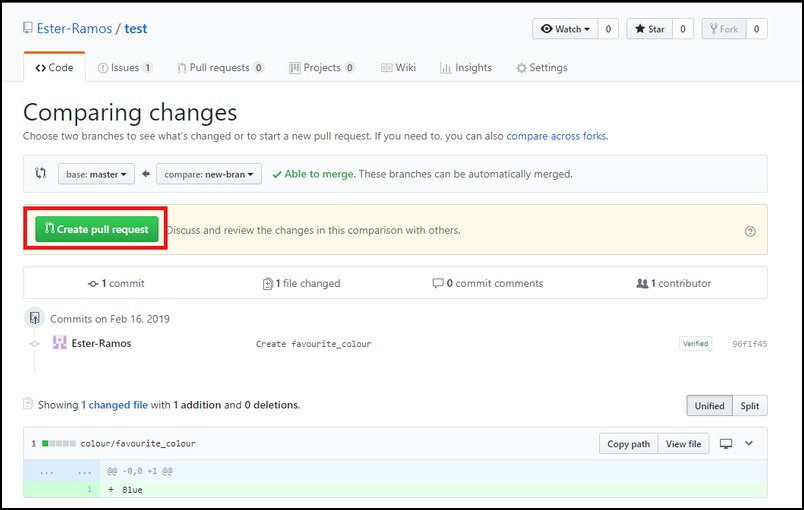 Ester-Ramos / test
Watch 0 Star 0 Fork 0
Code Issues 1 Pull requests 0 Projects 0 Wiki Insights Settings
Comparing changes
Choose two branches to see what's changed or to start a new pull request. If you need to, you can also compare across forks.
base: master compare: new-bran Able to merge. These branches can be automatically merged.
Create pull request Discuss and review the changes in this comparison with others.
1 commit 1 file changed 0 commit comments 1 contributor
Commits on Feb 16, 2019
Ester-Ramos Create favourite_colour Verified 96f1f45
Showing 1 changed file with 1 addition and 0 deletions. Unified Split
1 colour/favourite_colour Copy path View file
... ... @@ -0,0 +1 @@
1 + Blue